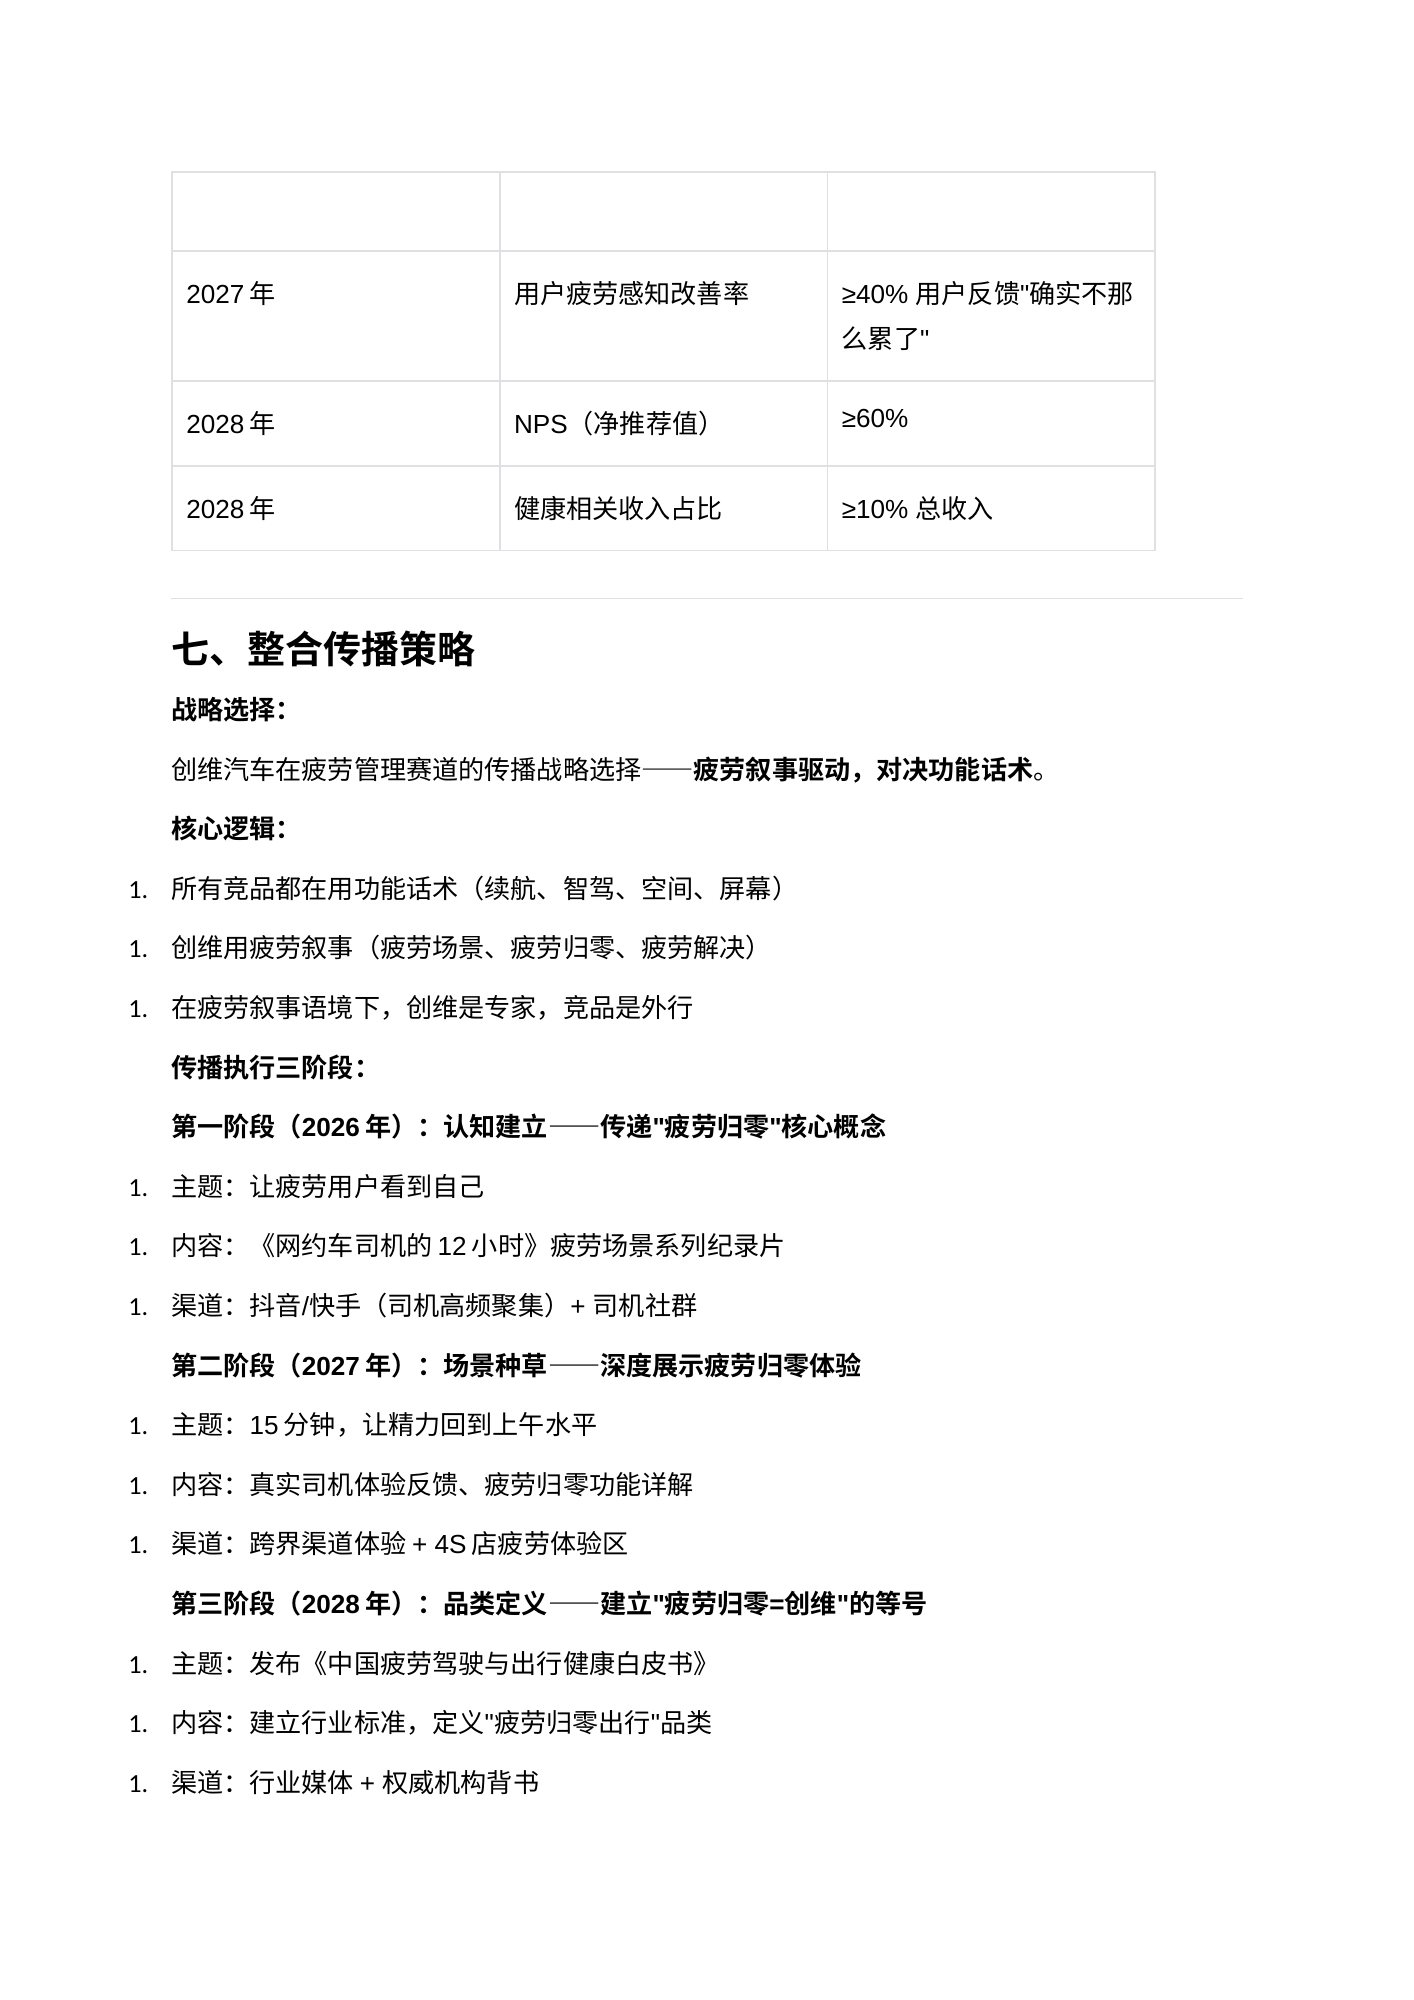 2027 年 用户疲劳感知改善率 ≥40% 用户反馈"确实不那
么累了"
2028 年 NPS（净推荐值） ≥60%
2028 年 健康相关收入占比 ≥10% 总收入
七、整合传播策略
战略选择：
创维汽车在疲劳管理赛道的传播战略选择——疲劳叙事驱动，对决功能话术。
核心逻辑：
1. 所有竞品都在用功能话术（续航、智驾、空间、屏幕）
1. 创维用疲劳叙事（疲劳场景、疲劳归零、疲劳解决）
1. 在疲劳叙事语境下，创维是专家，竞品是外行
传播执行三阶段：
第一阶段（2026 年）：认知建立——传递"疲劳归零"核心概念
1. 主题：让疲劳用户看到自己
1. 内容：《网约车司机的 12 小时》疲劳场景系列纪录片
1. 渠道：抖音/快手（司机高频聚集）+ 司机社群
第二阶段（2027 年）：场景种草——深度展示疲劳归零体验
1. 主题：15 分钟，让精力回到上午水平
1. 内容：真实司机体验反馈、疲劳归零功能详解
1. 渠道：跨界渠道体验 + 4S 店疲劳体验区
第三阶段（2028 年）：品类定义——建立"疲劳归零=创维"的等号
1. 主题：发布《中国疲劳驾驶与出行健康白皮书》
1. 内容：建立行业标准，定义"疲劳归零出行"品类
1. 渠道：行业媒体 + 权威机构背书